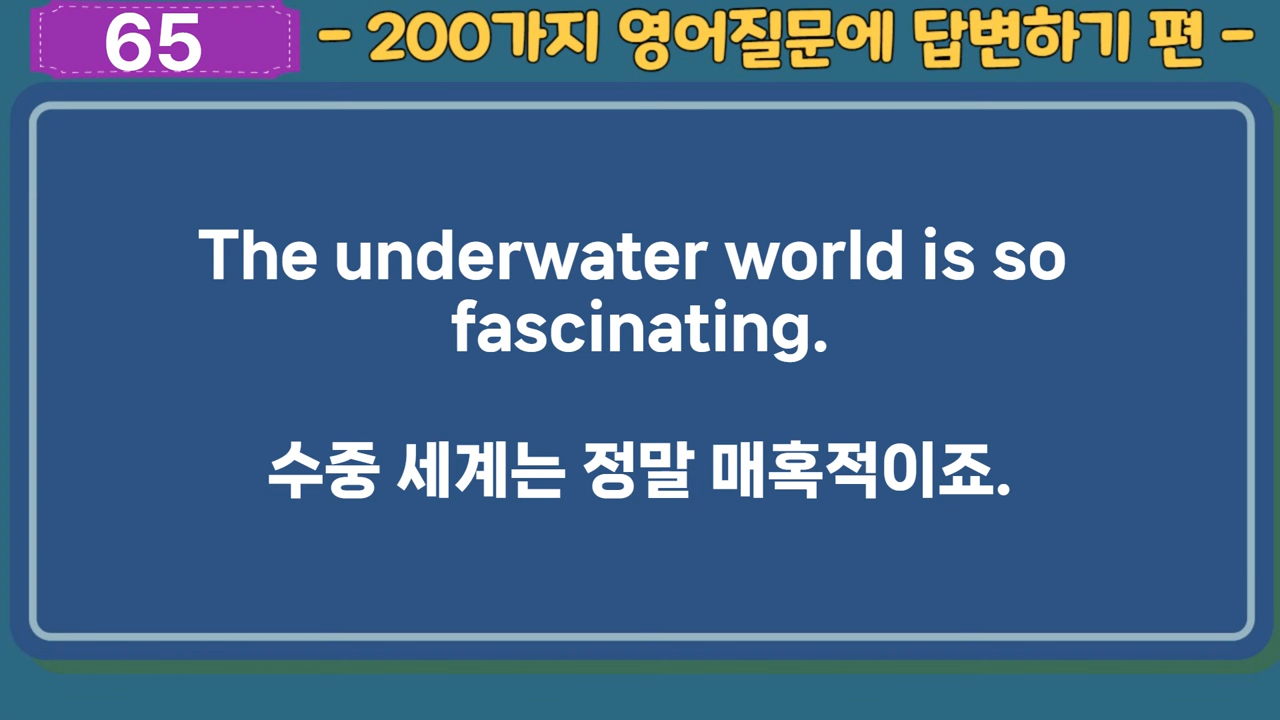 65
- 200가지 영어질문에 답변하기 편 -
The underwater world is so
fascinating.
수중 세계는 정말 매혹적이죠.